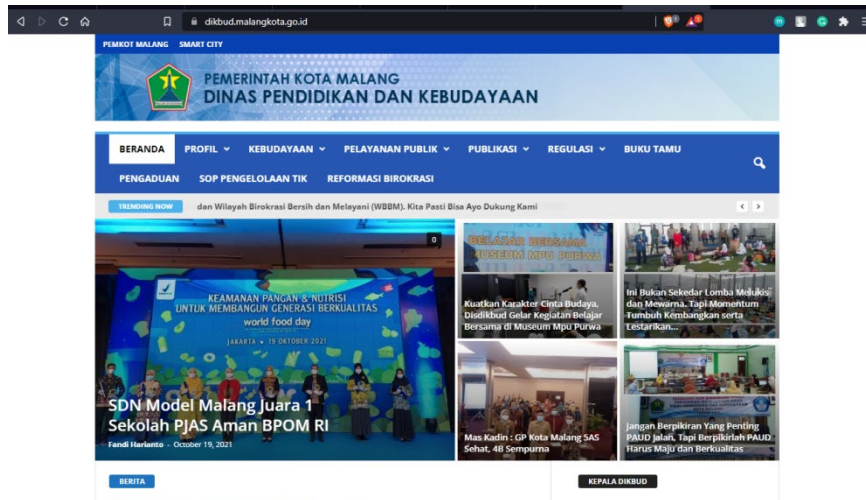 dikbud.malangkota.go.id
PEMKOT MALANG SMART CITY
PEMERINTAH KOTA MALANG
DINAS PENDIDIKAN DAN KEBUDAYAAN
BERANDA PROFIL KEBUDAYAAN PELAYANAN PUBLIK PUBLIKASI REGULASI BUKU TAMU
PENGADUAN SOP PENGELOLAAN TIK REFORMASI BIROKRASI
TRENDING NOW dan Wilayah Birokrasi Bersih dan Melayani (WBBM). Kita Pasti Bisa Ayo Dukung Kami
0
KEAMANAN PANGAN & NUTRISI
UNTUK MEMBANGUN GENERASI BERKUALITAS
world food day
JAKARTA • 19 OKTOBER 2021
SDN Model Malang Juara 1
Sekolah PJAS Aman BPOM RI
Fandi Harianto - October 19, 2021
BELAJAR BERSAMA
MUSEUM MPU PURWA
Kuatkan Karakter Cinta Budaya,
Disdikbud Gelar Kegiatan Belajar
Bersama di Museum Mpu Purwa
Ini Bukan Sekedar Lomba Melukis
dan Mewarna. Tapi Momentum
Tumbuh Kembangkan serta
Lestarikan...
Mas Kadin : GP Kota Malang SAS
Sehat, 4B Sempurna
Jangan Berpikiran Yang Penting
PAUD Jalan, Tapi Berpikirlah PAUD
Harus Maju dan Berkualitas
BERITA
KEPALA DIKBUD